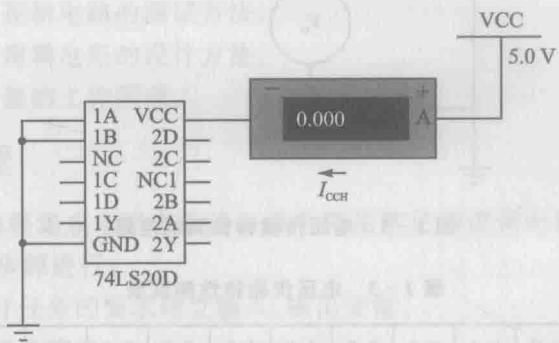 VCC
5.0 V
− +
0.000 A
I_CCH
1A VCC
1B 2D
NC 2C
1C NC1
1D 2B
1Y 2A
GND 2Y
74LS20D